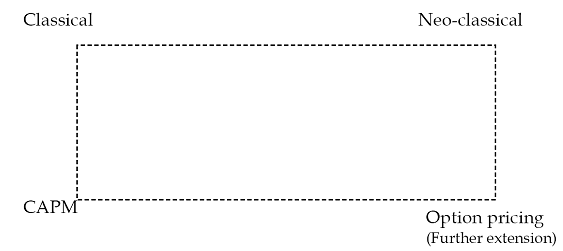 Classical
Neo-classical
CAPM
Option pricing
(Further extension)